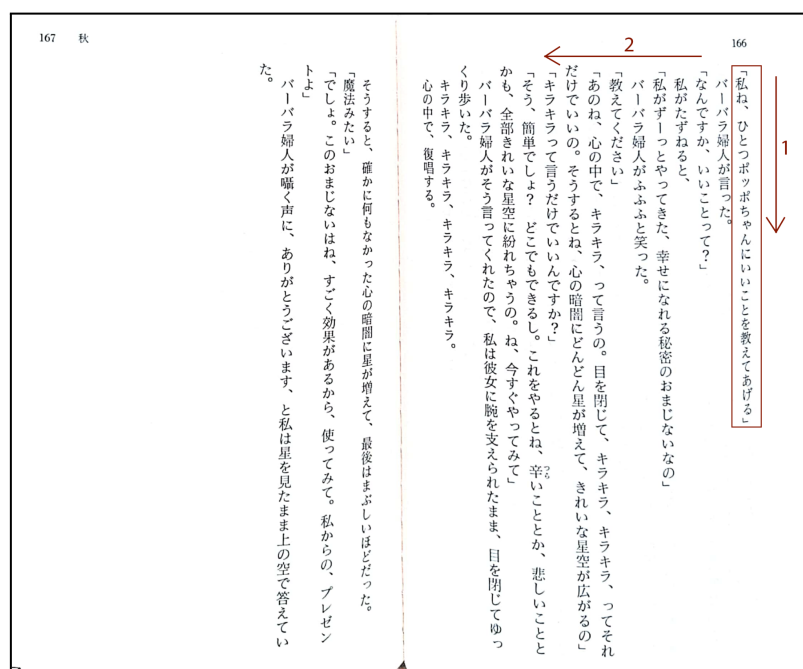 166
「私ね、ひとつポッポちゃんにいいことを教えてあげる」
バーバラ婦人が言った。
「なんですか、いいことって？」
私がたずねると、
「私がずーっとやってきた、幸せになれる秘密のおまじないなの」
バーバラ婦人がふふふと笑った。
「教えてください」
「あのね、心の中で、キラキラ、って言うの。目を閉じて、キラキラ、キラキラ、ってそれ
だけでいいの。そうするとね、心の暗闇にどんどん星が増えて、きれいな星空が広がるの」
「キラキラって言うだけでいいんですか？」
「そう、簡単でしょ？　どこでもできるし。これをやるとね、辛いこととか、悲しいことと
つら
かも、全部きれいな星空に紛れちゃうの。ね、今すぐやってみて」
バーバラ婦人がそう言ってくれたので、私は彼女に腕を支えられたまま、目を閉じてゆっ
くり歩いた。
キラキラ、キラキラ、キラキラ、キラキラ。
心の中で、復唱する。
167 秋
そうすると、確かに何もなかった心の暗闇に星が増えて、最後はまぶしいほどだった。
「魔法みたい」
「でしょ。このおまじないはね、すごく効果があるから、使ってみて。私からの、プレゼン
トよ」
バーバラ婦人が囁く声に、ありがとうございます、と私は星を見たまま上の空で答えてい
た。
1
2